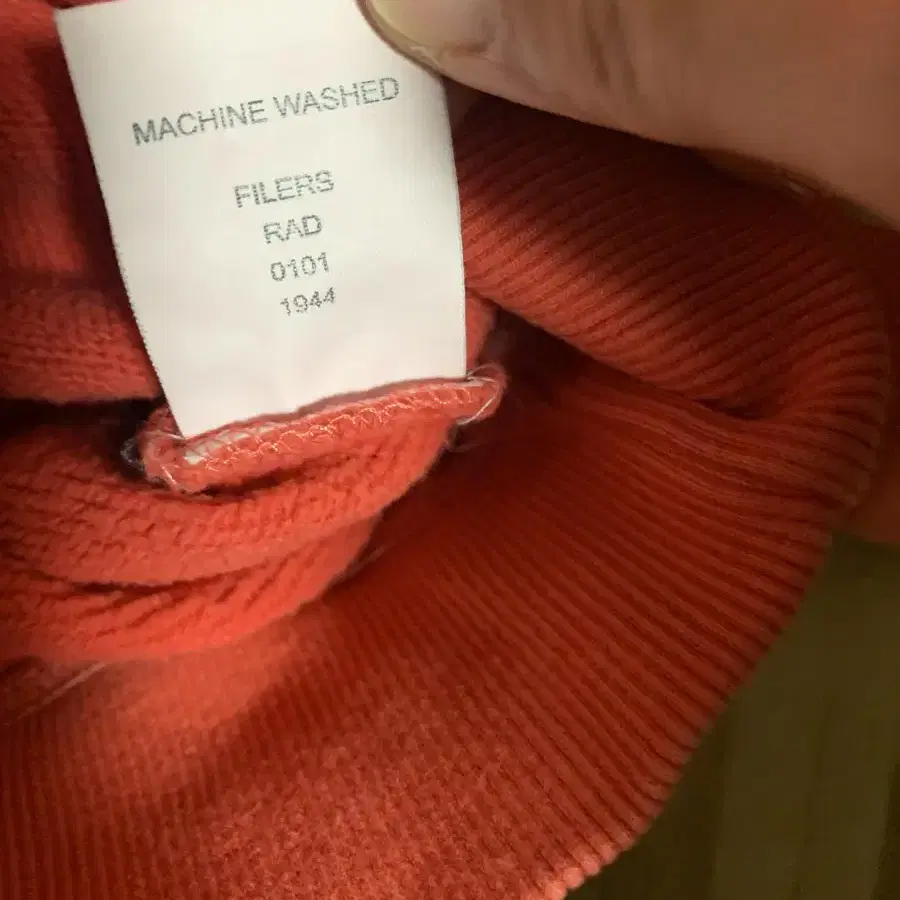 MACHINE WASHED
FILERS
RAD
0101
1944